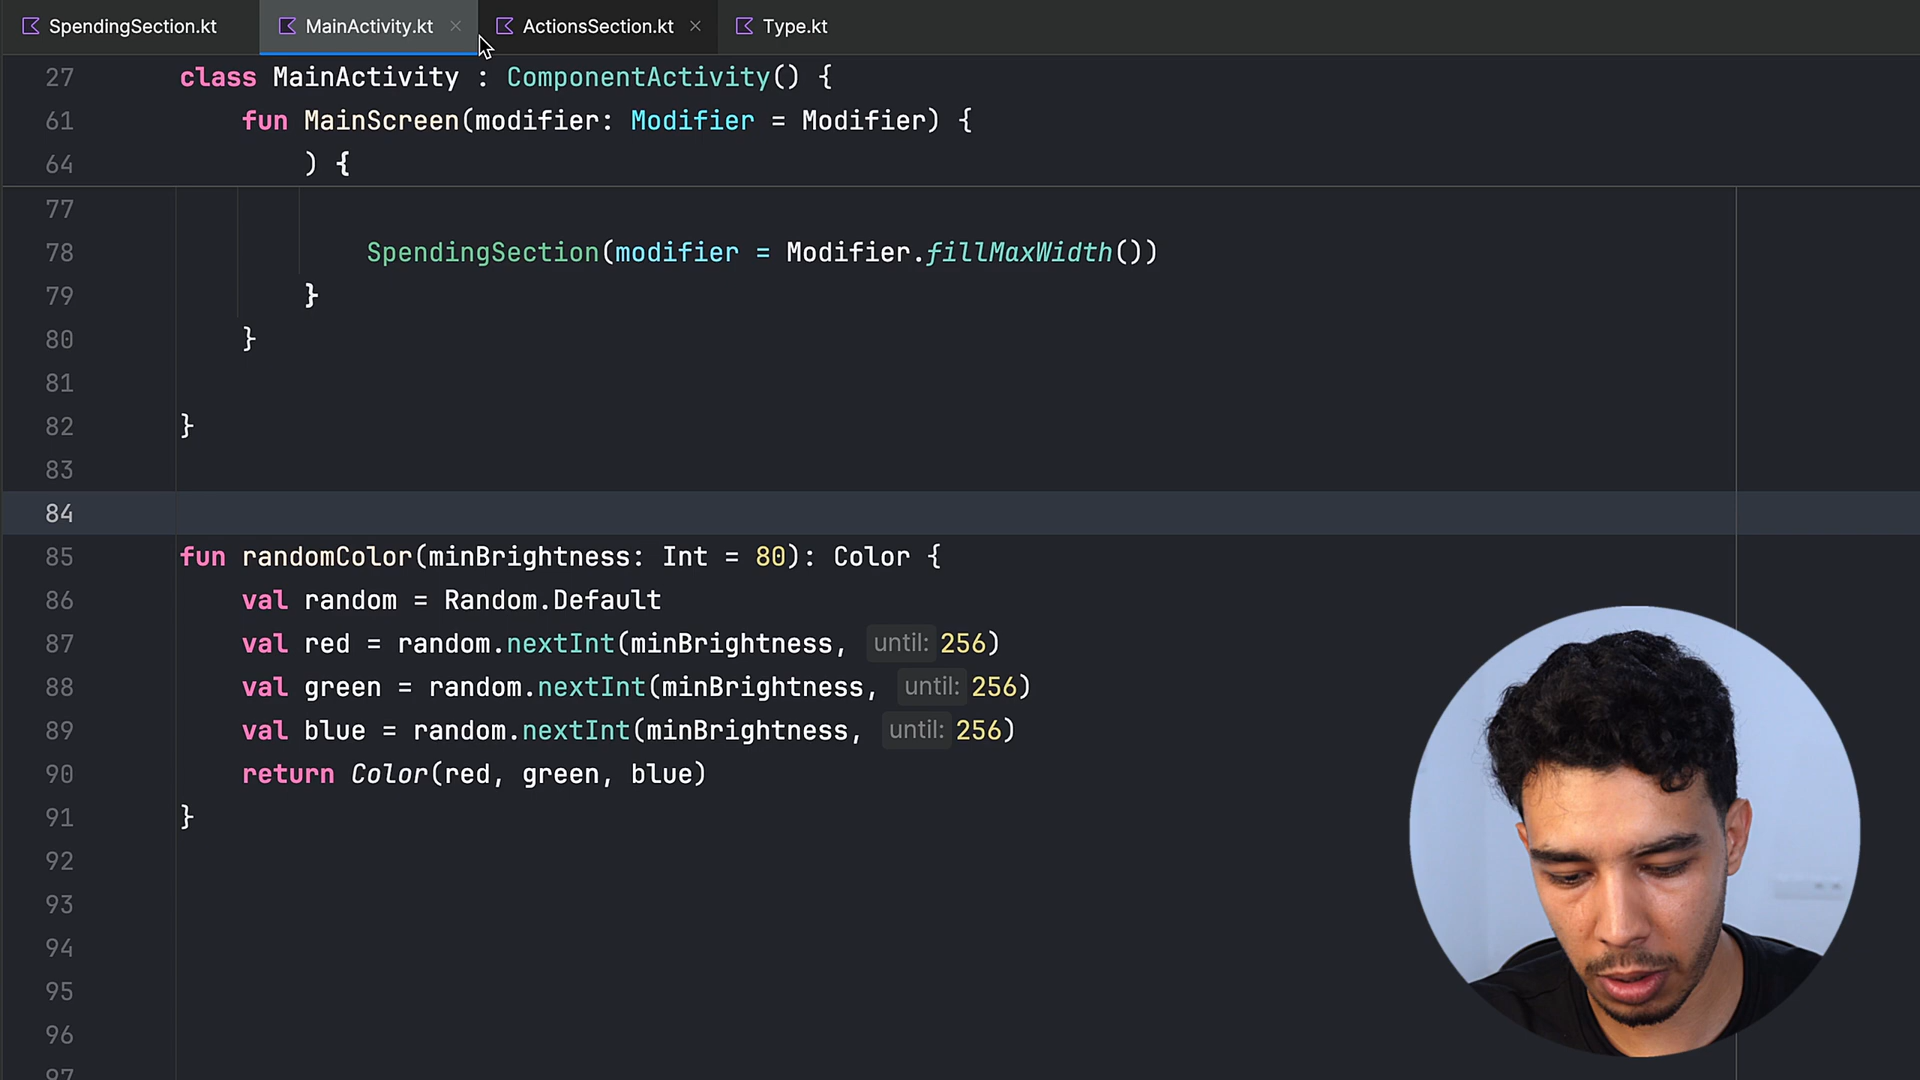 SpendingSection.kt MainActivity.kt × ActionsSection.kt × Type.kt
27 class MainActivity : ComponentActivity() {
61 fun MainScreen(modifier: Modifier = Modifier) {
64 ) {
77
78 SpendingSection(modifier = Modifier.fillMaxWidth())
79 }
80 }
81
82 }
83
84
85 fun randomColor(minBrightness: Int = 80): Color {
86 val random = Random.Default
87 val red = random.nextInt(minBrightness, until: 256)
88 val green = random.nextInt(minBrightness, until: 256)
89 val blue = random.nextInt(minBrightness, until: 256)
90 return Color(red, green, blue)
91 }
92
93
94
95
96
97